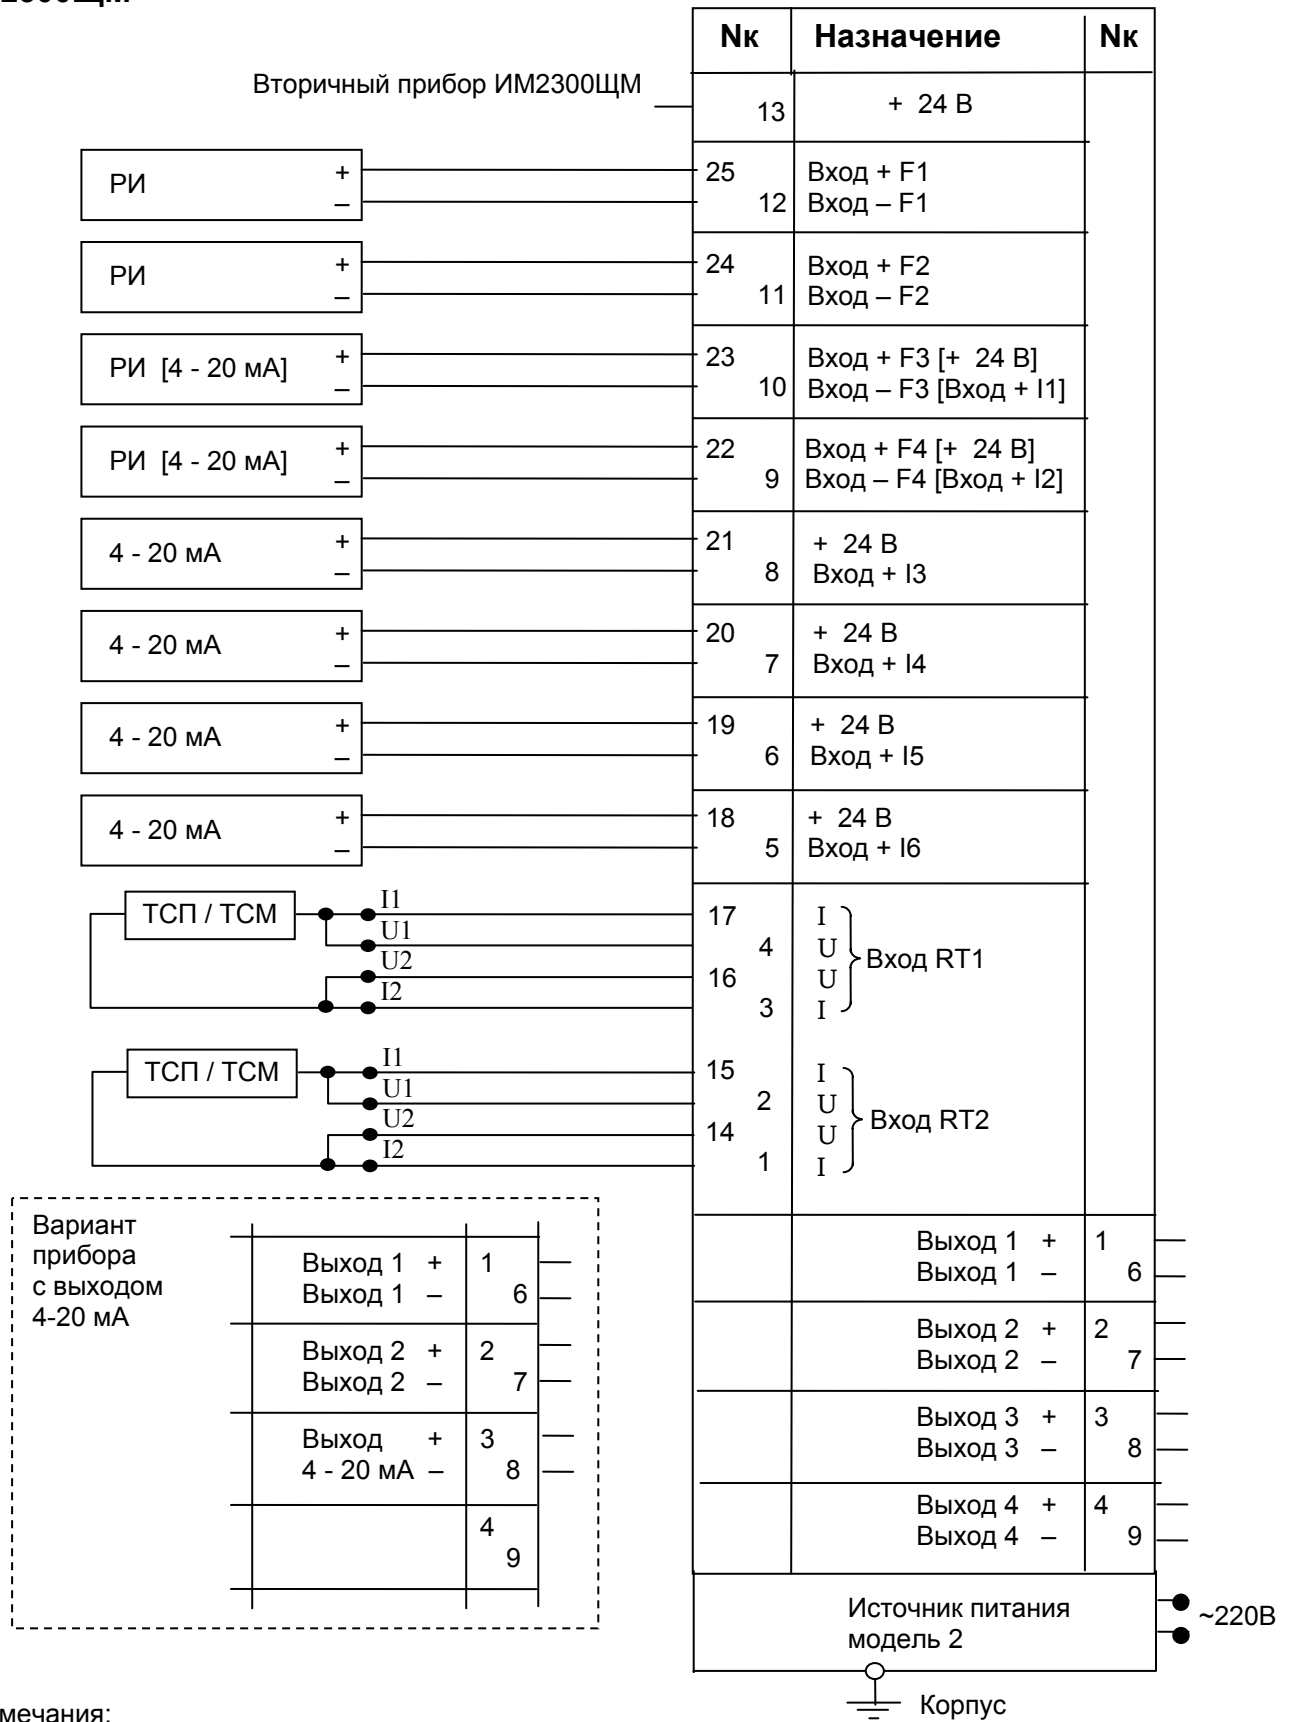 2300ЩМ
Nк Назначение Nк
Вторичный прибор ИМ2300ЩМ
13 + 24 В
РИ + 25 Вход + F1
– 12 Вход – F1
РИ + 24 Вход + F2
– 11 Вход – F2
РИ [4 - 20 мА] + 23 Вход + F3 [+ 24 В]
– 10 Вход – F3 [Вход + I1]
РИ [4 - 20 мА] + 22 Вход + F4 [+ 24 В]
– 9 Вход – F4 [Вход + I2]
4 - 20 мА + 21 + 24 В
– 8 Вход + I3
4 - 20 мА + 20 + 24 В
– 7 Вход + I4
4 - 20 мА + 19 + 24 В
– 6 Вход + I5
4 - 20 мА + 18 + 24 В
– 5 Вход + I6
ТСП / ТСМ I1 17 I
U1 4 U
Вход RT1
U2 16 U
I2 3 I
ТСП / ТСМ I1 15 I
U1 2 U
Вход RT2
U2 14 U
I2 1 I
Вариант
прибора
с выходом
4-20 мА
Выход 1 + 1
Выход 1 – 6
Выход 2 + 2
Выход 2 – 7
Выход + 3
4 - 20 мА – 8
4
9
Выход 1 + 1
Выход 1 – 6
Выход 2 + 2
Выход 2 – 7
Выход 3 + 3
Выход 3 – 8
Выход 4 + 4
Выход 4 – 9
Источник питания
модель 2
~220В
Корпус
мечания: